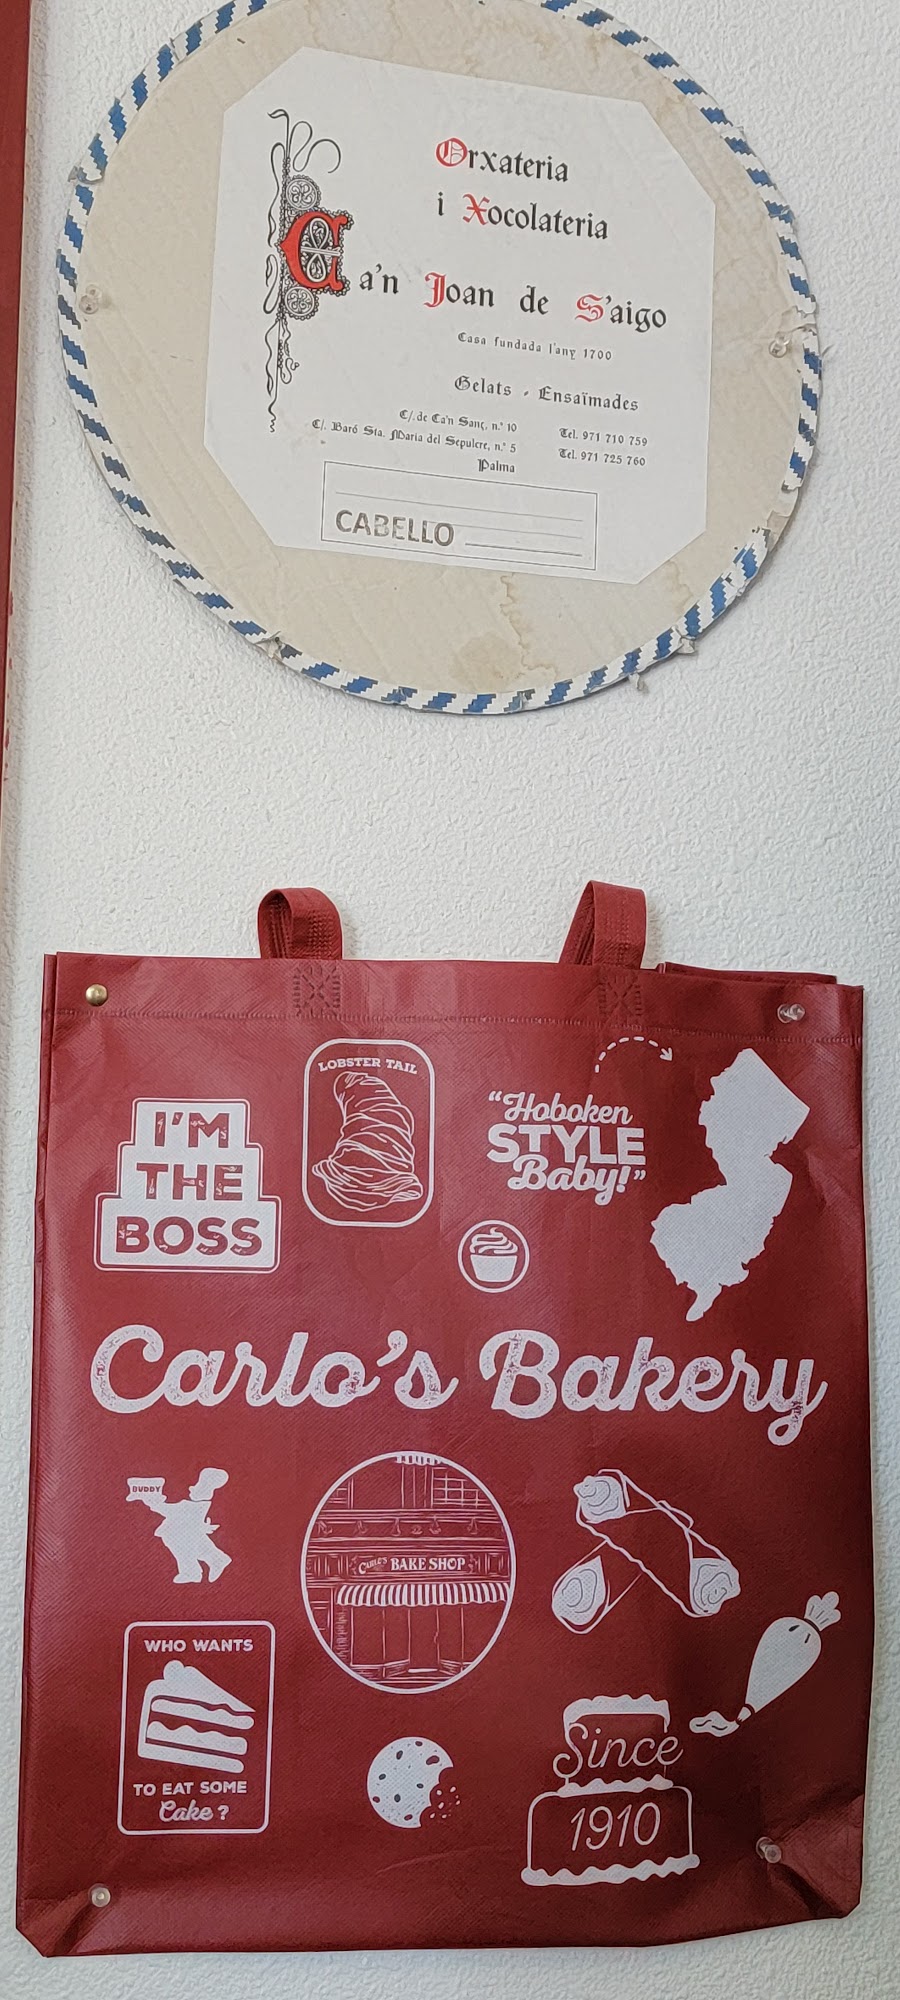 Orxateria
i Xocolateria
Ca'n Joan de S'aigo
Casa fundada l'any 1700
Gelats - Ensaïmades
C/. de Ca'n Sanç, n.º 10 Tel. 971 710 759
C/. Baró Sta. Maria del Sepulcre, n.º 5 Tel. 971 725 760
Palma
CABELLO
LOBSTER TAIL
I'M
THE
BOSS
"Hoboken
STYLE
Baby!"
Carlo's Bakery
BUDDY
CARLO'S BAKE SHOP
WHO WANTS
TO EAT SOME
Cake?
Since
1910